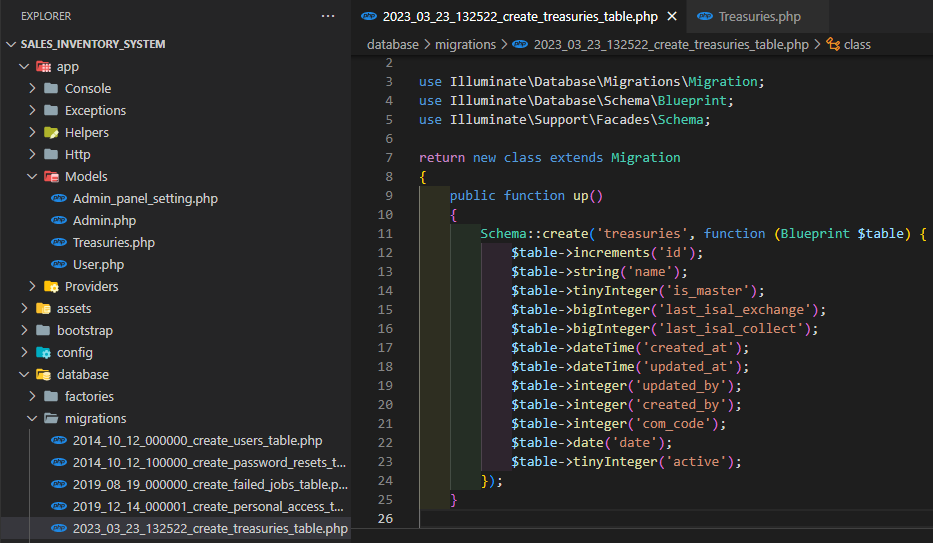 EXPLORER
SALES_INVENTORY_SYSTEM
app
Console
Exceptions
Helpers
Http
Models
Admin_panel_setting.php
Admin.php
Treasuries.php
User.php
Providers
assets
bootstrap
config
database
factories
migrations
2014_10_12_000000_create_users_table.php
2014_10_12_100000_create_password_resets_t...
2019_08_19_000000_create_failed_jobs_table.p...
2019_12_14_000001_create_personal_access_t...
2023_03_23_132522_create_treasuries_table.php
2023_03_23_132522_create_treasuries_table.php Treasuries.php
database > migrations > 2023_03_23_132522_create_treasuries_table.php > class
2
3 use Illuminate\Database\Migrations\Migration;
4 use Illuminate\Database\Schema\Blueprint;
5 use Illuminate\Support\Facades\Schema;
6
7 return new class extends Migration
8 {
9 public function up()
10 {
11 Schema::create('treasuries', function (Blueprint $table) {
12 $table->increments('id');
13 $table->string('name');
14 $table->tinyInteger('is_master');
15 $table->bigInteger('last_isal_exchange');
16 $table->bigInteger('last_isal_collect');
17 $table->dateTime('created_at');
18 $table->dateTime('updated_at');
19 $table->integer('updated_by');
20 $table->integer('created_by');
21 $table->integer('com_code');
22 $table->date('date');
23 $table->tinyInteger('active');
24 });
25 }
26